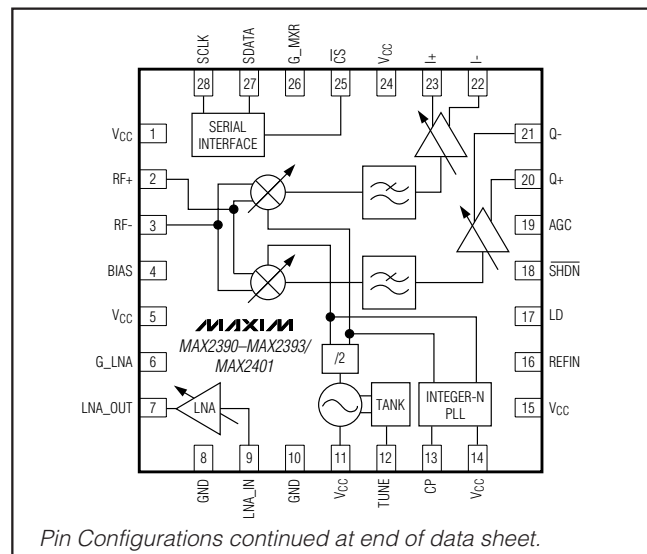 SCLK
SDATA
G_MXR
CS
VCC
I+
I-
28
27
26
25
24
23
22
SERIAL
INTERFACE
VCC
1
RF+
2
RF-
3
BIAS
4
VCC
5
G_LNA
6
LNA_OUT
7
21
Q-
20
Q+
19
AGC
18
SHDN
17
LD
16
REFIN
15
VCC
MAXIM
MAX2390–MAX2393/
MAX2401
/2
LNA
TANK
INTEGER-N
PLL
8
9
10
11
12
13
14
GND
LNA_IN
GND
VCC
TUNE
CP
VCC
Pin Configurations continued at end of data sheet.